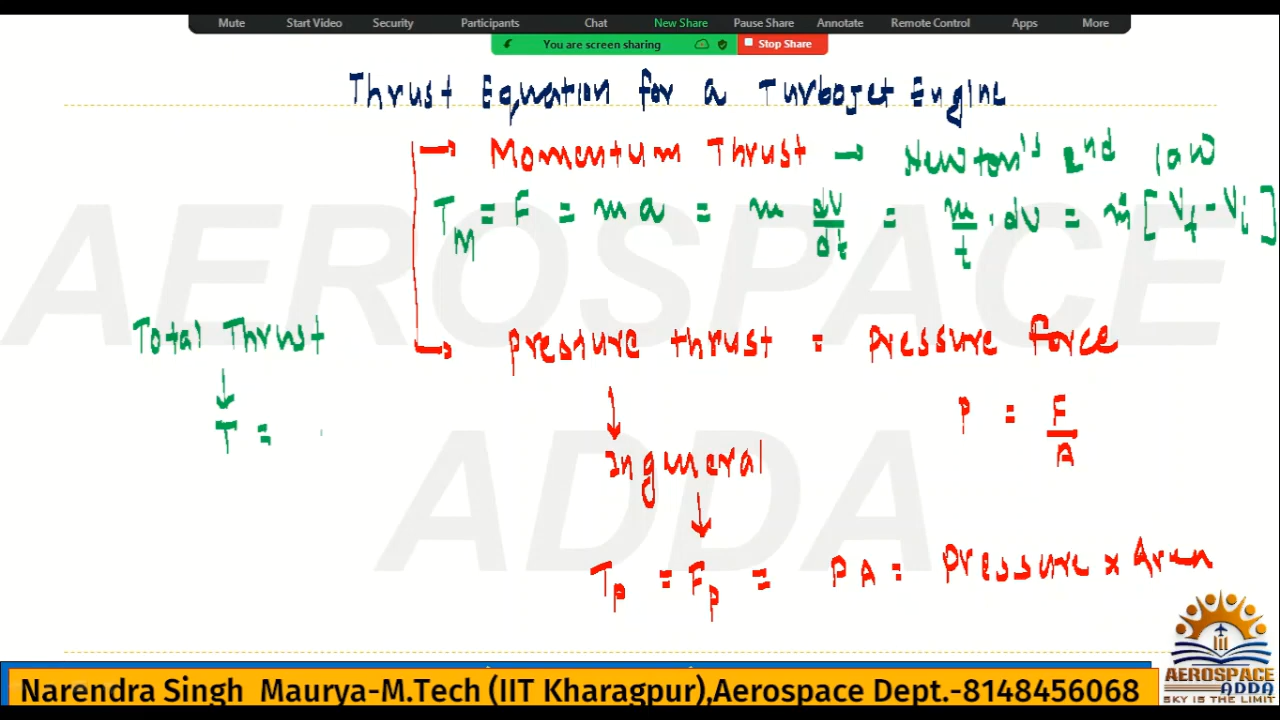 Mute Start Video Security Participants Chat New Share Pause Share Annotate Remote Control Apps More
You are screen sharing Stop Share
Thrust Equation for a Turbojet Engine
→ Momentum Thrust → Newton's 2nd law
T_M = F = m a = m dV/dt = m/t · dV = ṁ [V_f - V_i]
Total Thrust
↓
T =
→ Pressure thrust = Pressure force
↓
P = F/A
In general
↓
T_P = F_P = PA = Pressure × Area
AEROSPACE
ADDA
AEROSPACE
ADDA
SKY IS THE LIMIT
Narendra Singh Maurya-M.Tech (IIT Kharagpur),Aerospace Dept.-8148456068